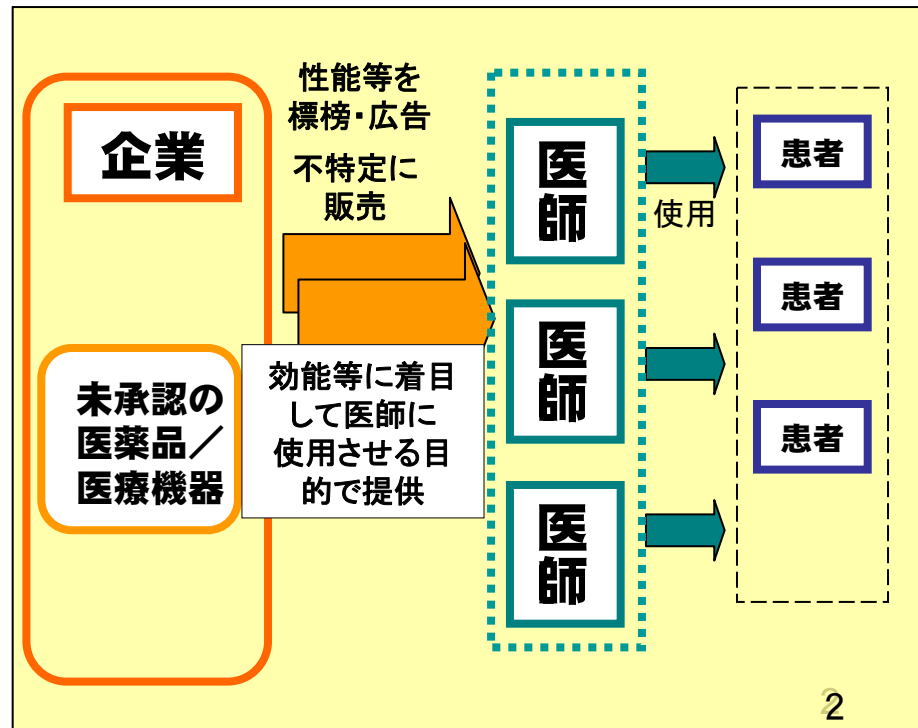 企業
未承認の
医薬品／
医療機器
性能等を
標榜・広告
不特定に
販売
効能等に着目
して医師に
使用させる目
的で提供
医
師
医
師
医
師
使用
患者
患者
患者
2